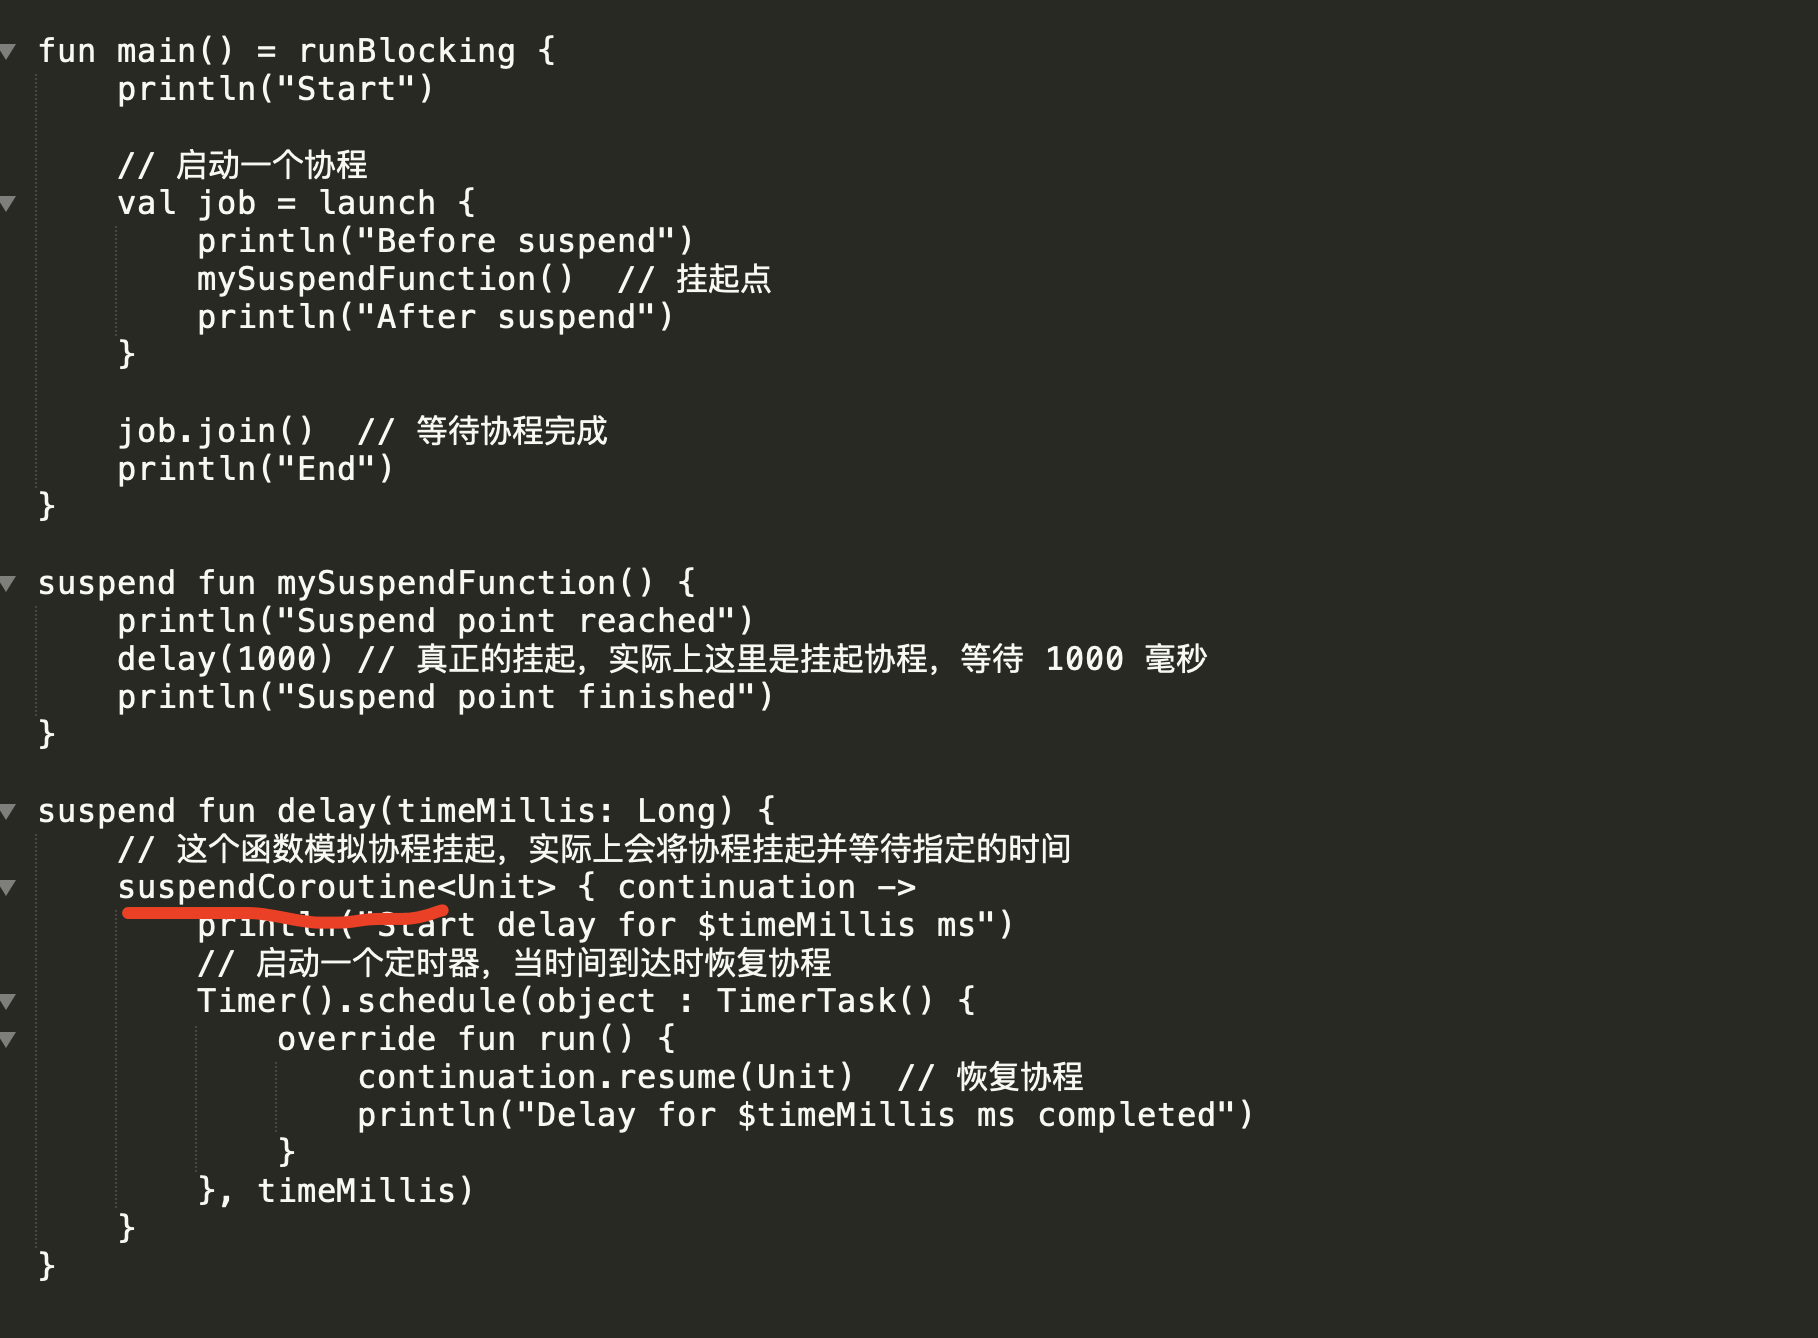 fun main() = runBlocking {
    println("Start")
    // 启动一个协程
    val job = launch {
        println("Before suspend")
        mySuspendFunction()  // 挂起点
        println("After suspend")
    }
    job.join()  // 等待协程完成
    println("End")
}
suspend fun mySuspendFunction() {
    println("Suspend point reached")
    delay(1000) // 真正的挂起，实际上这里是挂起协程，等待 1000 毫秒
    println("Suspend point finished")
}
suspend fun delay(timeMillis: Long) {
    // 这个函数模拟协程挂起，实际上会将协程挂起并等待指定的时间
    suspendCoroutine<Unit> { continuation ->
        println("Start delay for $timeMillis ms")
        // 启动一个定时器，当时间到达时恢复协程
        Timer().schedule(object : TimerTask() {
            override fun run() {
                continuation.resume(Unit)  // 恢复协程
                println("Delay for $timeMillis ms completed")
            }
        }, timeMillis)
    }
}